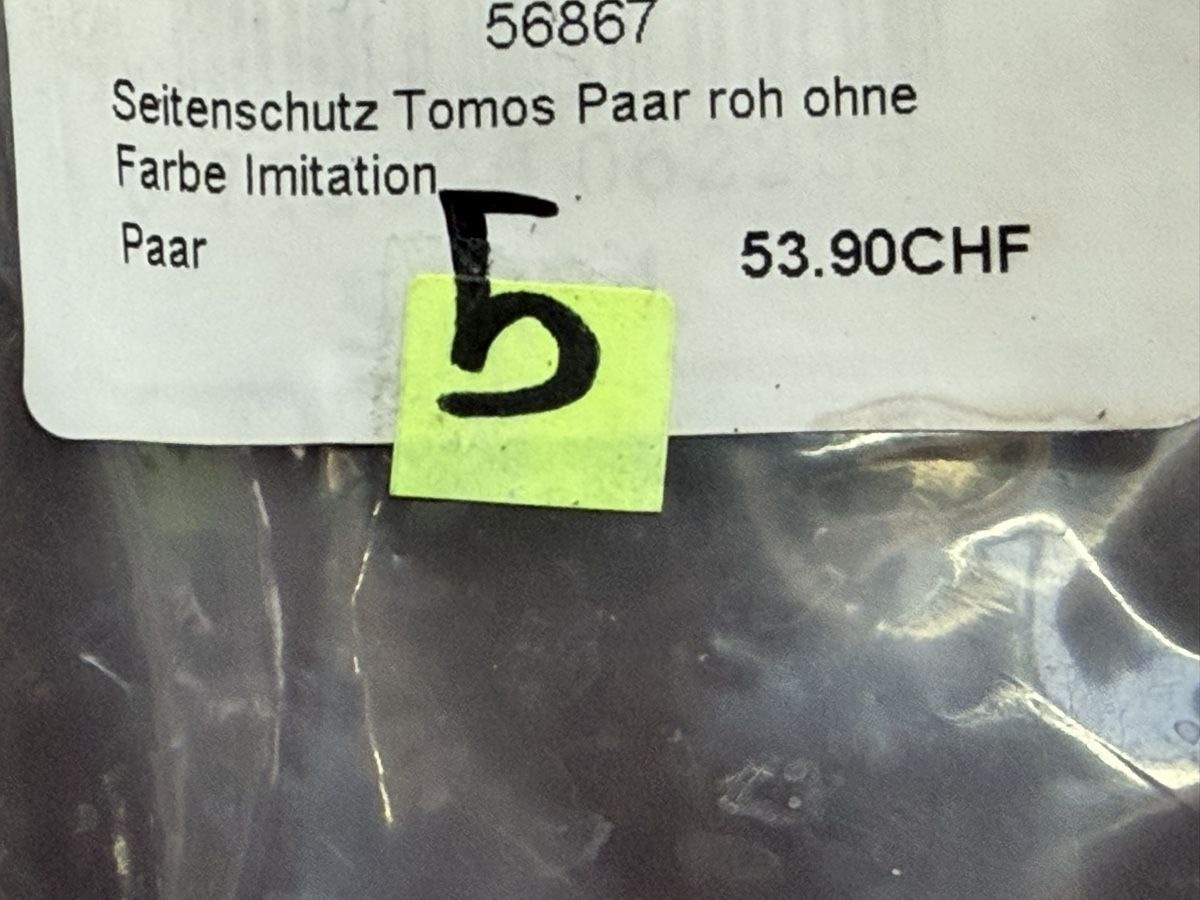 56867
Seitenschutz Tomos Paar roh ohne
Farbe Imitation
Paar 53.90CHF
5